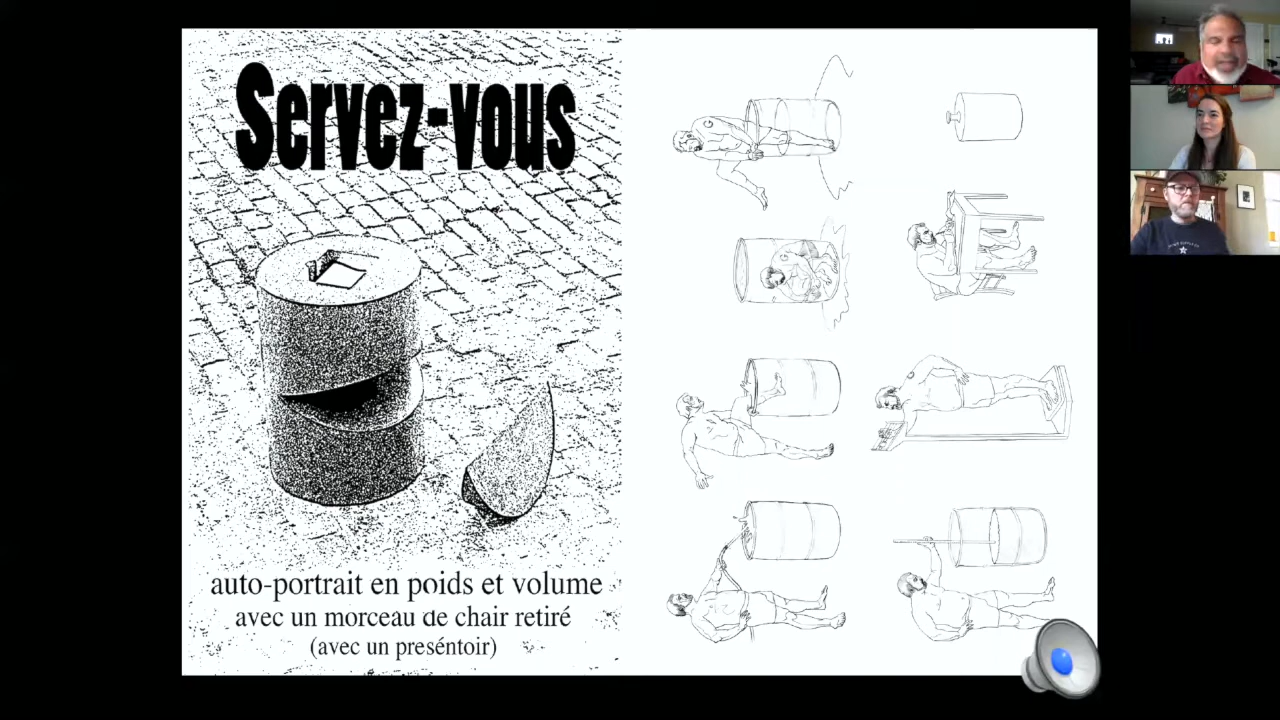 Servez-vous
auto-portrait en poids et volume
avec un morceau de chair retiré
(avec un preséntoir)